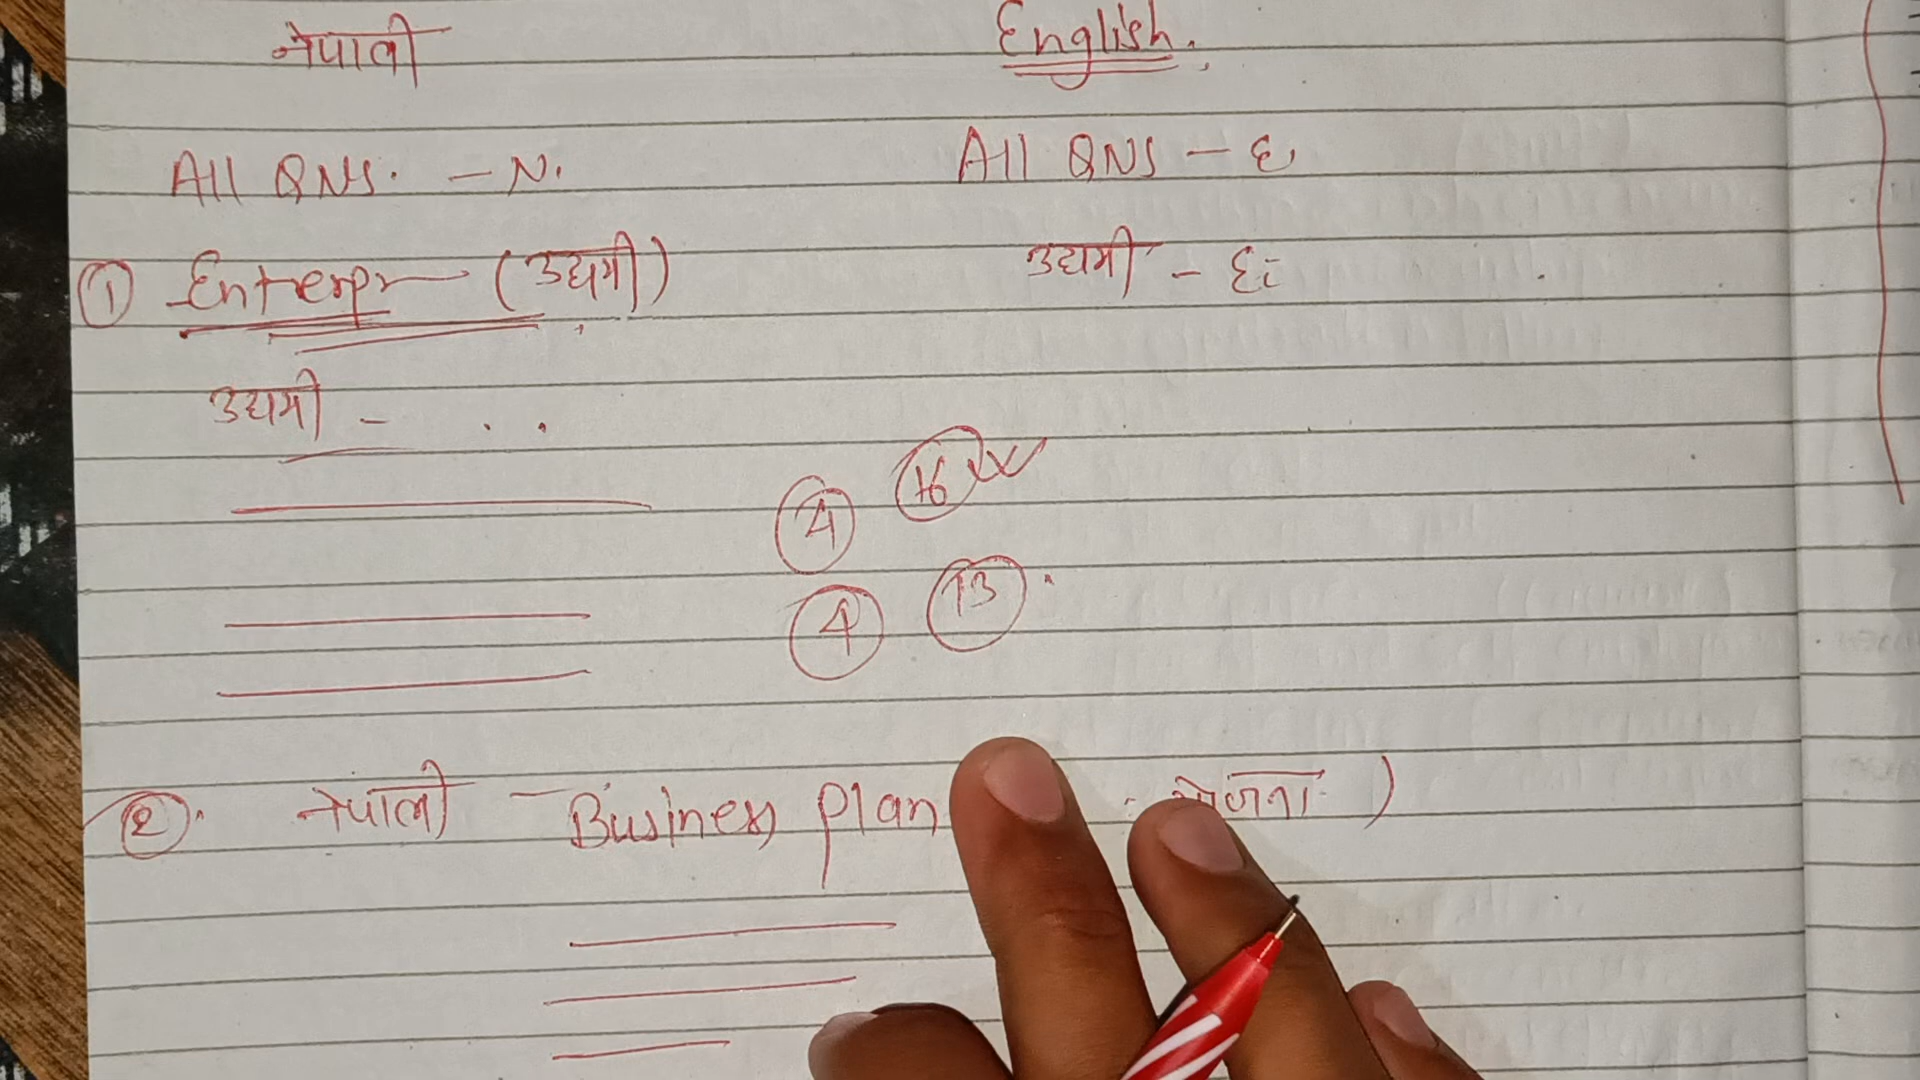 नेपाली English.
All QNS. - N. All QNS - E
① Enterpr (उद्यमी) उद्यमी - E
उद्यमी -
4 16
4 13
②. नेपाली - Business plan योजना )